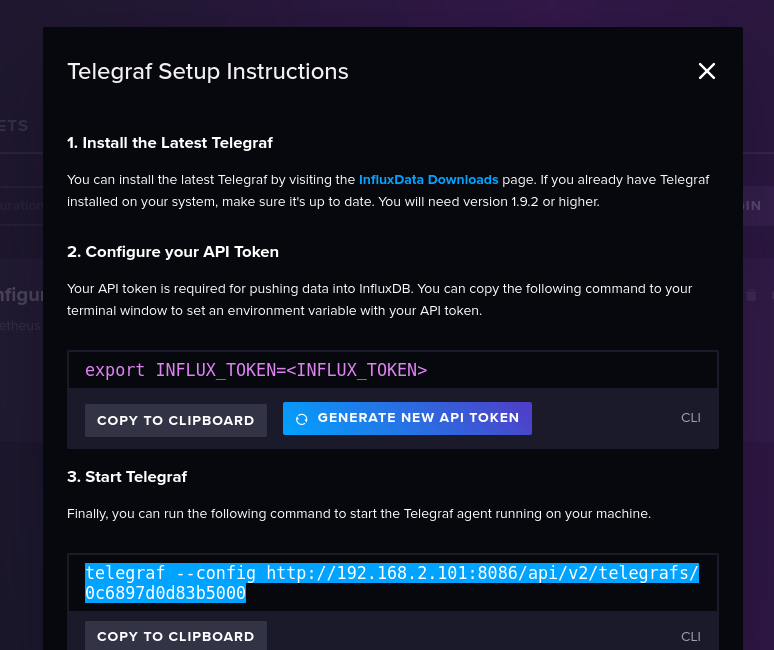 Telegraf Setup Instructions
ETS
1. Install the Latest Telegraf
You can install the latest Telegraf by visiting the InfluxData Downloads page. If you already have Telegraf
installed on your system, make sure it's up to date. You will need version 1.9.2 or higher.
2. Configure your API Token
Your API token is required for pushing data into InfluxDB. You can copy the following command to your
terminal window to set an environment variable with your API token.
export INFLUX_TOKEN=<INFLUX_TOKEN>
COPY TO CLIPBOARD
GENERATE NEW API TOKEN
CLI
3. Start Telegraf
Finally, you can run the following command to start the Telegraf agent running on your machine.
telegraf --config http://192.168.2.101:8086/api/v2/telegrafs/
0c6897d0d83b5000
COPY TO CLIPBOARD
CLI